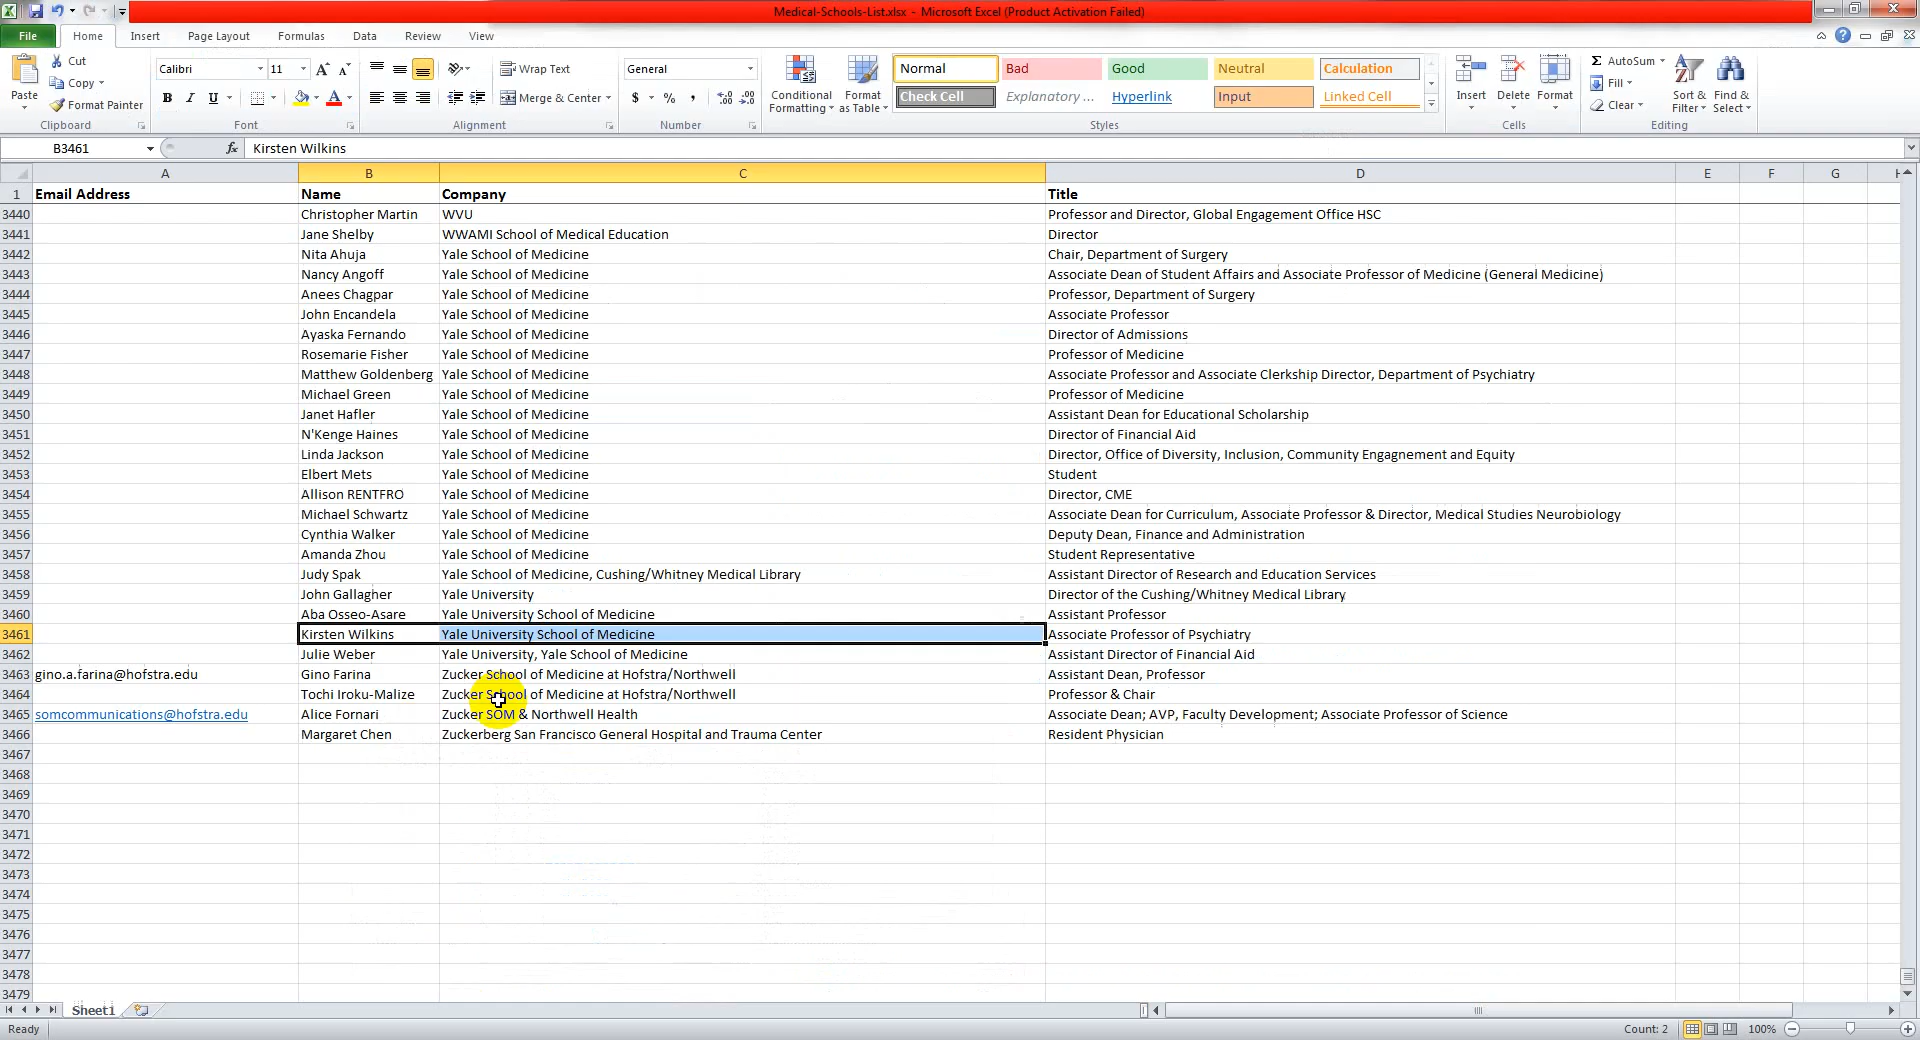 Medical-Schools-List.xlsx - Microsoft Excel (Product Activation Failed)
File Home Insert Page Layout Formulas Data Review View
Paste
Cut
Copy
Format Painter
Clipboard
Calibri 11
B I U
Font
Wrap Text
Merge & Center
Alignment
General
$ % ,
Number
Conditional Formatting
Format as Table
Normal Bad Good Neutral Calculation
Check Cell Explanatory ... Hyperlink Input Linked Cell
Styles
Insert Delete Format
Cells
Σ AutoSum
Fill
Clear
Sort & Filter
Find & Select
Editing
B3461 fx Kirsten Wilkins
A B C D E F G H
1 Email Address Name Company Title
3440 Christopher Martin WVU Professor and Director, Global Engagement Office HSC
3441 Jane Shelby WWAMI School of Medical Education Director
3442 Nita Ahuja Yale School of Medicine Chair, Department of Surgery
3443 Nancy Angoff Yale School of Medicine Associate Dean of Student Affairs and Associate Professor of Medicine (General Medicine)
3444 Anees Chagpar Yale School of Medicine Professor, Department of Surgery
3445 John Encandela Yale School of Medicine Associate Professor
3446 Ayaska Fernando Yale School of Medicine Director of Admissions
3447 Rosemarie Fisher Yale School of Medicine Professor of Medicine
3448 Matthew Goldenberg Yale School of Medicine Associate Professor and Associate Clerkship Director, Department of Psychiatry
3449 Michael Green Yale School of Medicine Professor of Medicine
3450 Janet Hafler Yale School of Medicine Assistant Dean for Educational Scholarship
3451 N'Kenge Haines Yale School of Medicine Director of Financial Aid
3452 Linda Jackson Yale School of Medicine Director, Office of Diversity, Inclusion, Community Engagnement and Equity
3453 Elbert Mets Yale School of Medicine Student
3454 Allison RENTFRO Yale School of Medicine Director, CME
3455 Michael Schwartz Yale School of Medicine Associate Dean for Curriculum, Associate Professor & Director, Medical Studies Neurobiology
3456 Cynthia Walker Yale School of Medicine Deputy Dean, Finance and Administration
3457 Amanda Zhou Yale School of Medicine Student Representative
3458 Judy Spak Yale School of Medicine, Cushing/Whitney Medical Library Assistant Director of Research and Education Services
3459 John Gallagher Yale University Director of the Cushing/Whitney Medical Library
3460 Aba Osseo-Asare Yale University School of Medicine Assistant Professor
3461 Kirsten Wilkins Yale University School of Medicine Associate Professor of Psychiatry
3462 Julie Weber Yale University, Yale School of Medicine Assistant Director of Financial Aid
3463 gino.a.farina@hofstra.edu Gino Farina Zucker School of Medicine at Hofstra/Northwell Assistant Dean, Professor
3464 Tochi Iroku-Malize Zucker School of Medicine at Hofstra/Northwell Professor & Chair
3465 somcommunications@hofstra.edu Alice Fornari Zucker SOM & Northwell Health Associate Dean; AVP, Faculty Development; Associate Professor of Science
3466 Margaret Chen Zuckerberg San Francisco General Hospital and Trauma Center Resident Physician
3467
3468
3469
3470
3471
3472
3473
3474
3475
3476
3477
3478
3479
Sheet1
Ready Count: 2 100%